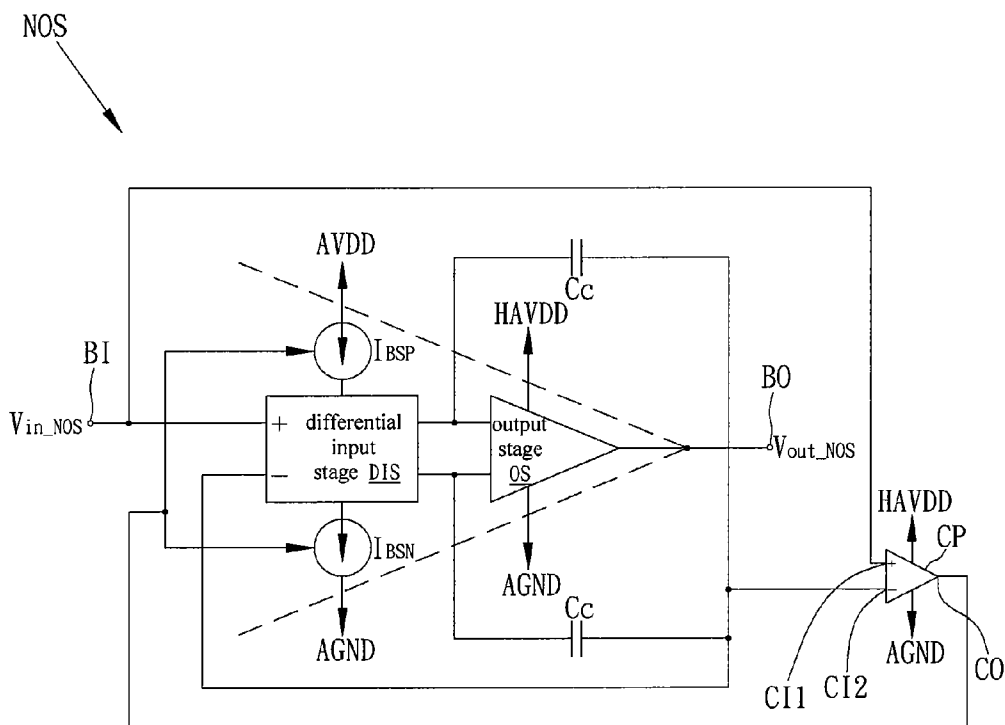 NOS
AVDD
Cc
HAVDD
BI
IBSP
BO
Vin_NOS
+
differential
input
stage DIS
−
output
stage
OS
Vout_NOS
HAVDD
CP
IBSN
AGND
Cc
+
−
AGND
AGND
CO
CI2
CI1